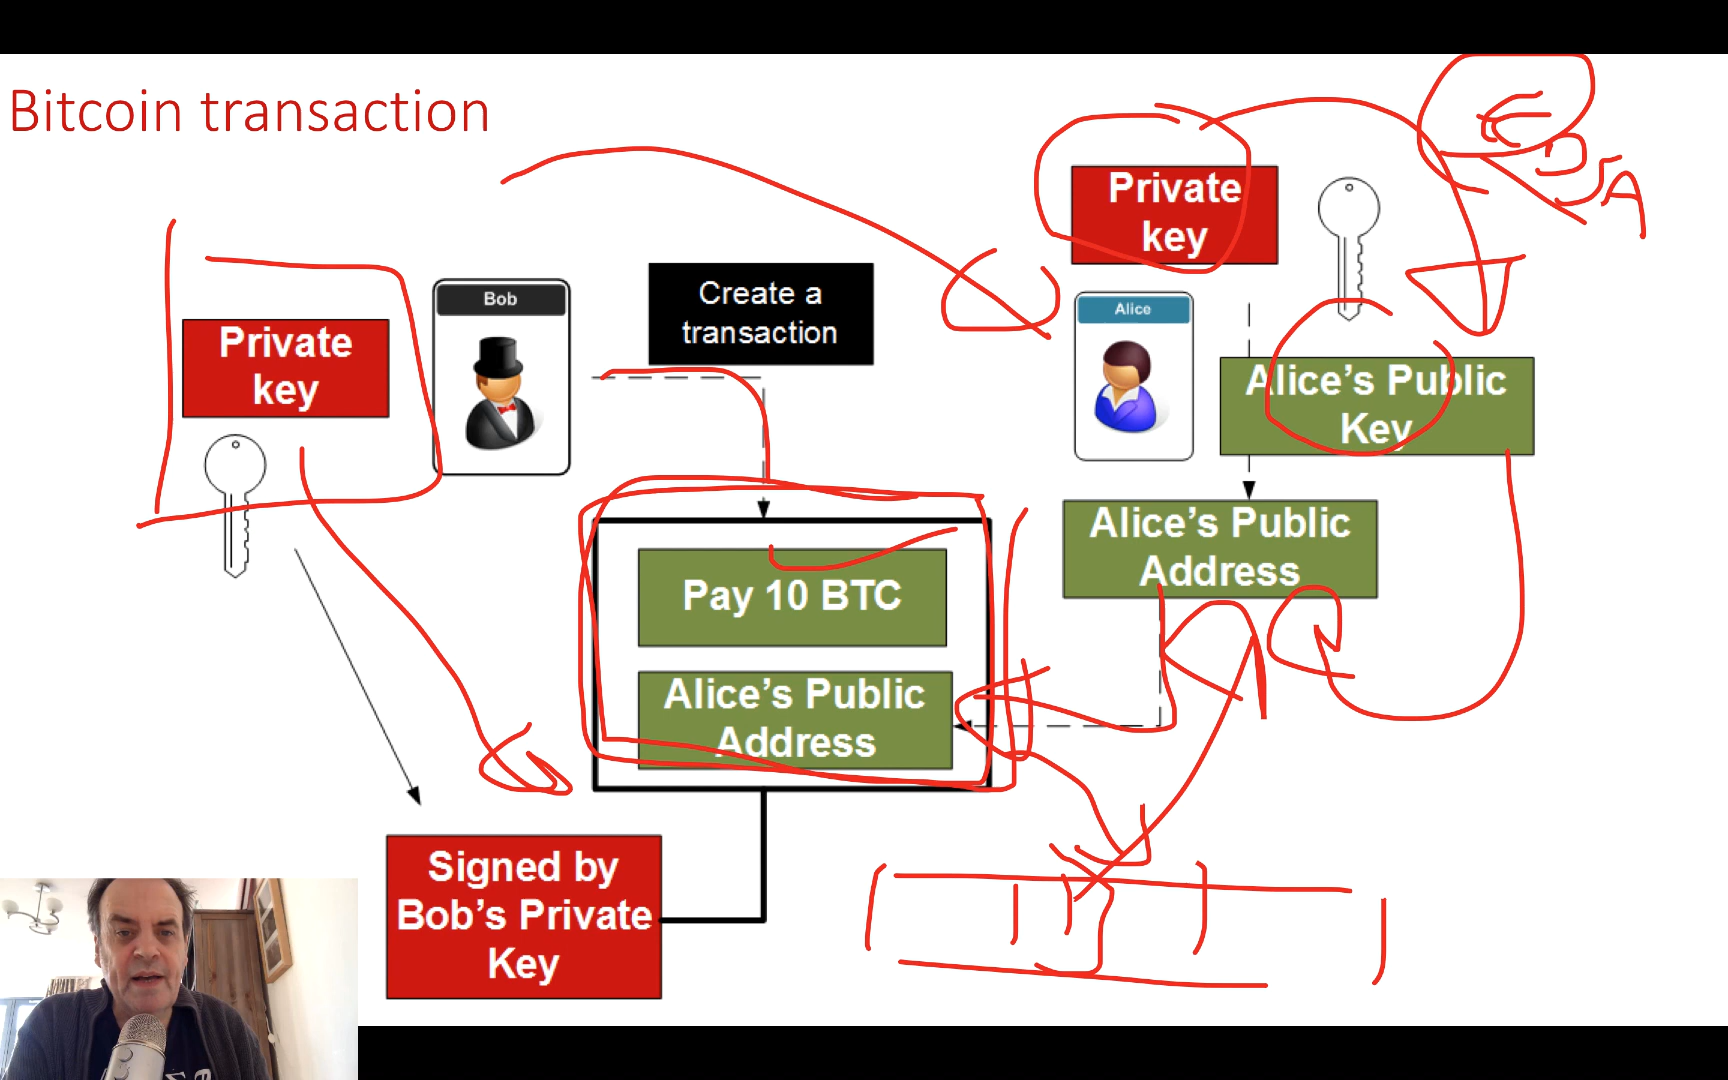 Bitcoin transaction
ECDSA
Private
key
Bob
Create a
transaction
Alice
Private
key
Alice's Public
Key
Alice's Public
Address
Pay 10 BTC
Alice's Public
Address
Signed by
Bob's Private
Key